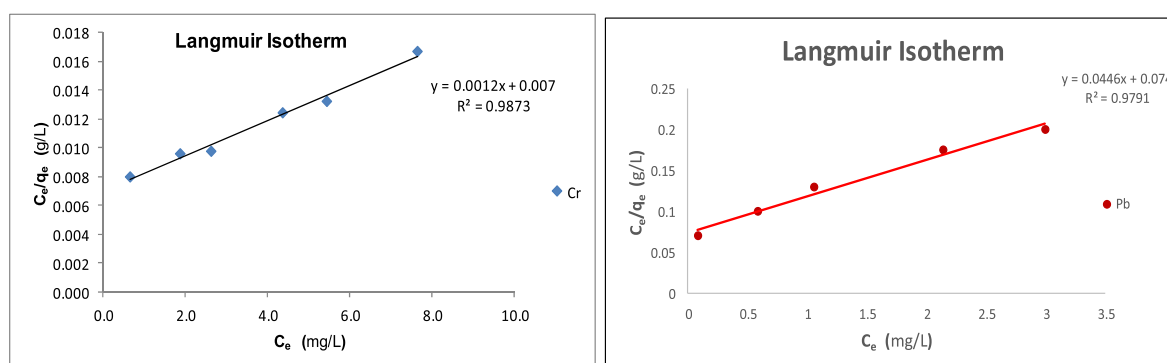 Langmuir Isotherm
y = 0.0012x + 0.007
R² = 0.9873
Cₑ/qₑ (g/L)
0.018
0.016
0.014
0.012
0.010
0.008
0.006
0.004
0.002
0.000
0.0 2.0 4.0 6.0 8.0 10.0
Cₑ (mg/L)
Cr
Langmuir Isotherm
y = 0.0446x + 0.074
R² = 0.9791
Cₑ/qₑ (g/L)
0.25
0.2
0.15
0.1
0.05
0
0 0.5 1 1.5 2 2.5 3 3.5
Cₑ (mg/L)
Pb